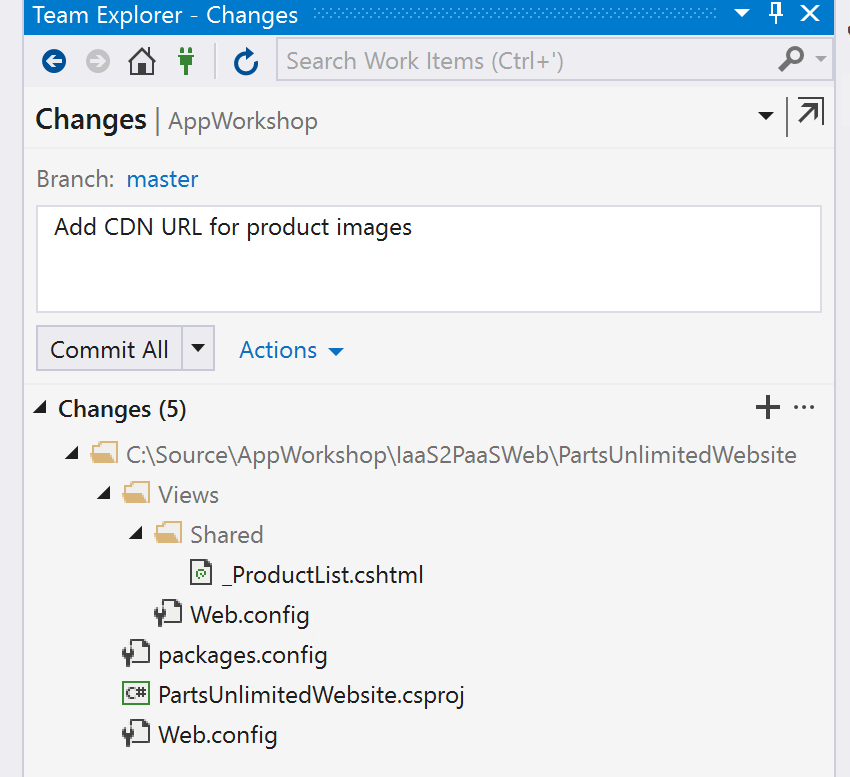 Team Explorer - Changes
Search Work Items (Ctrl+')
Changes | AppWorkshop
Branch: master
Add CDN URL for product images
Commit All Actions
Changes (5)
C:\Source\AppWorkshop\IaaS2PaaSWeb\PartsUnlimitedWebsite
Views
Shared
_ProductList.cshtml
Web.config
packages.config
C# PartsUnlimitedWebsite.csproj
Web.config